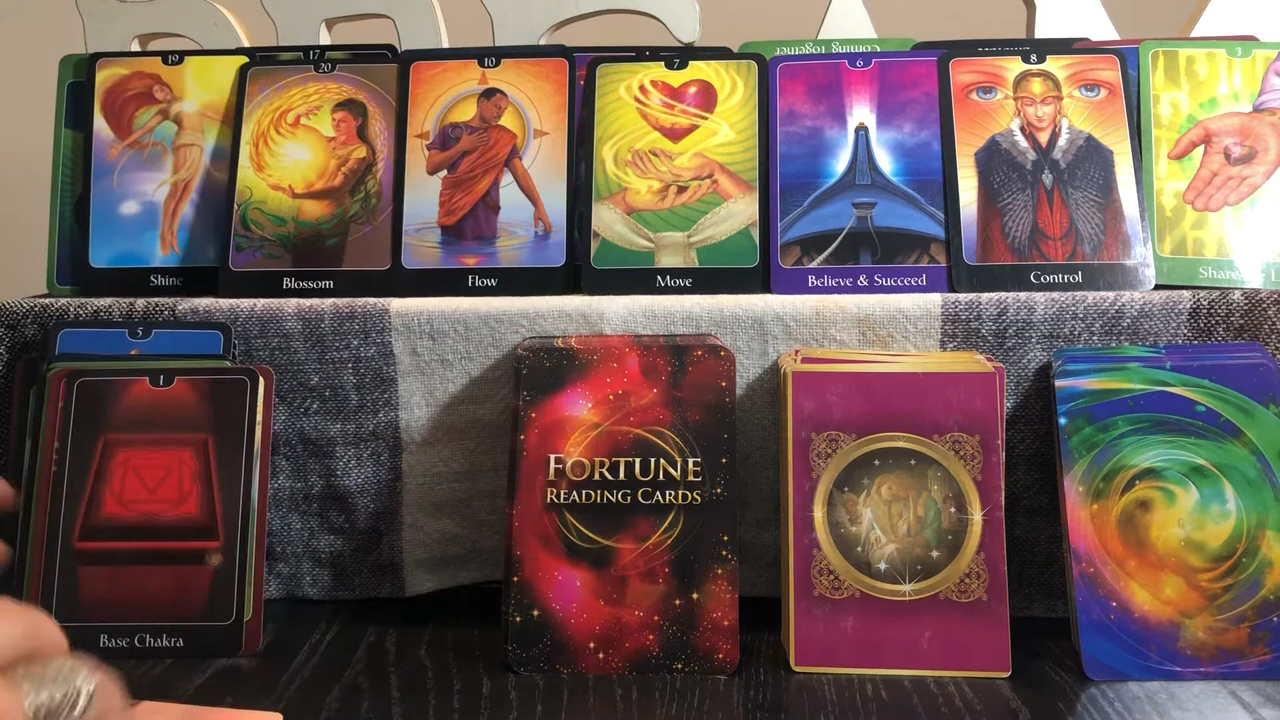 Coming Together
19
17
20
10
7
6
8
3
Shine
Blossom
Flow
Move
Believe & Succeed
Control
Share
5
1
Base Chakra
FORTUNE
READING CARDS